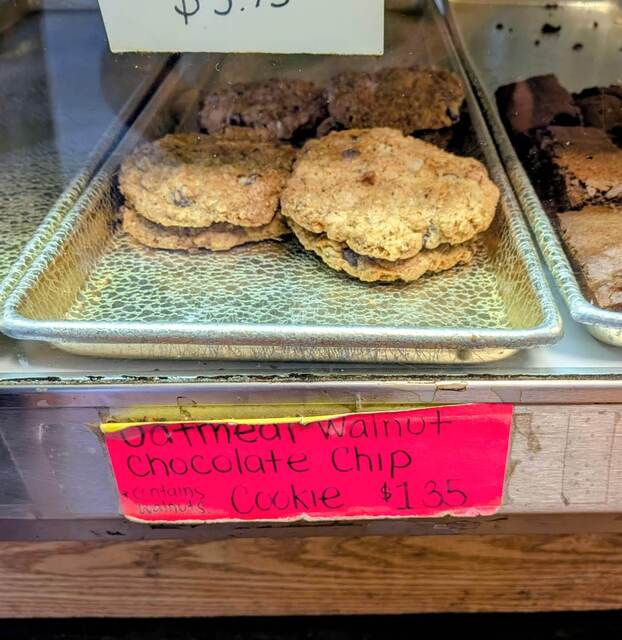 Oatmeal Walnut
Chocolate Chip
*contains walnuts
Cookie $1.35